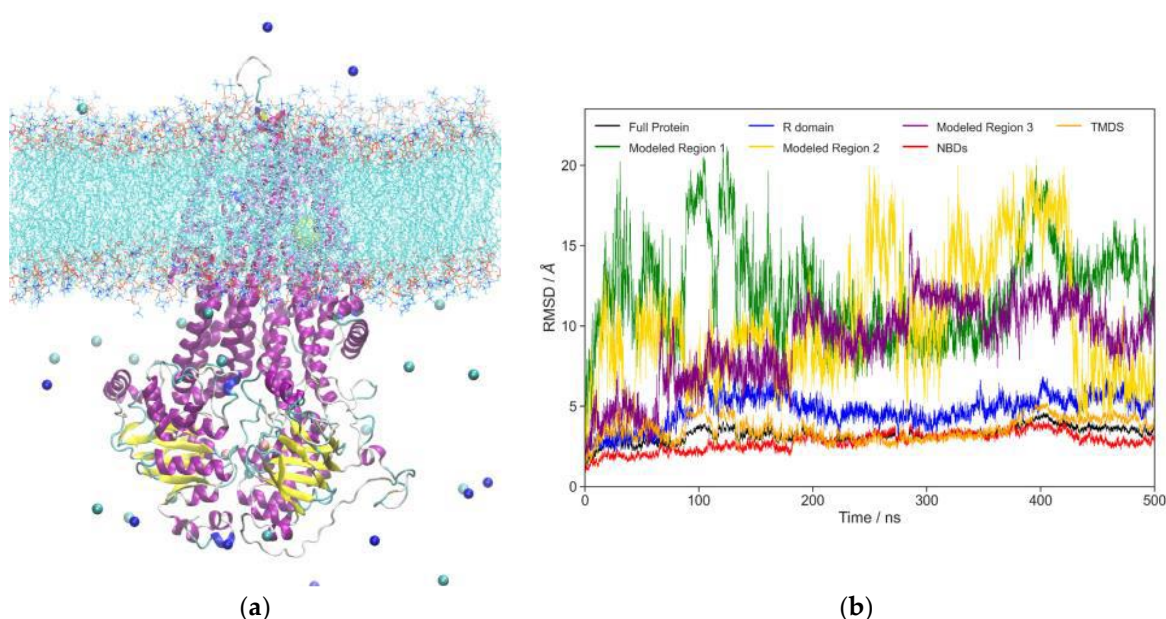 Full Protein R domain Modeled Region 3 TMDS
Modeled Region 1 Modeled Region 2 NBDs
RMSD / Å
20
15
10
5
0
0 100 200 300 400 500
Time / ns
(a) (b)